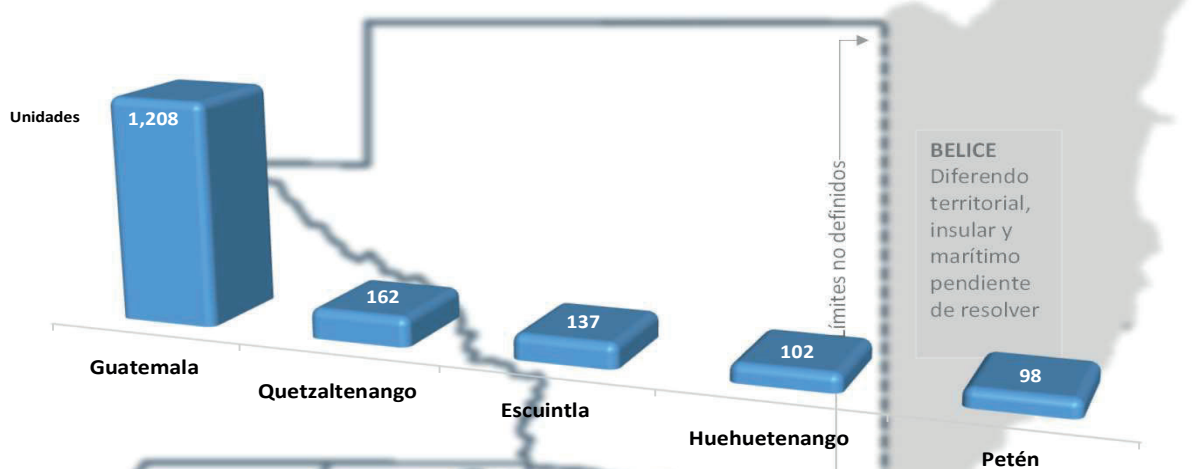 Unidades
1,208
162
137
102
98
Guatemala
Quetzaltenango
Escuintla
Huehuetenango
Petén
ímites no definidos
BELICE
Diferendo
territorial,
insular y
marítimo
pendiente
de resolver